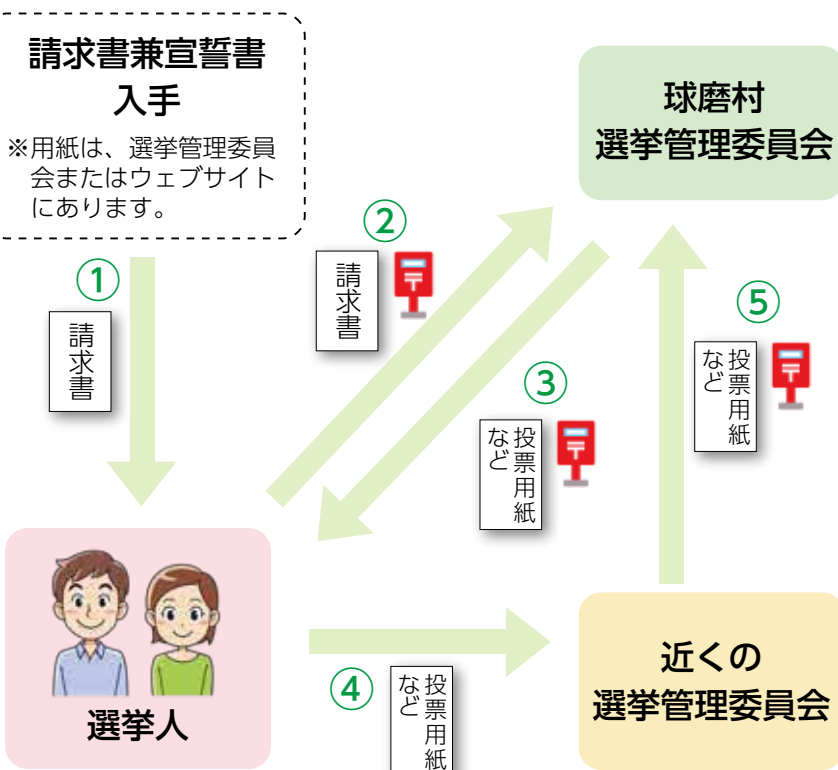 請求書兼宣誓書
入手
※用紙は、選挙管理委員
会またはウェブサイト
にあります。
①
請求書
②
請求書
球磨村
選挙管理委員会
③
投票用紙
など
⑤
投票用紙
など
選挙人
④
投票用紙
など
近くの
選挙管理委員会